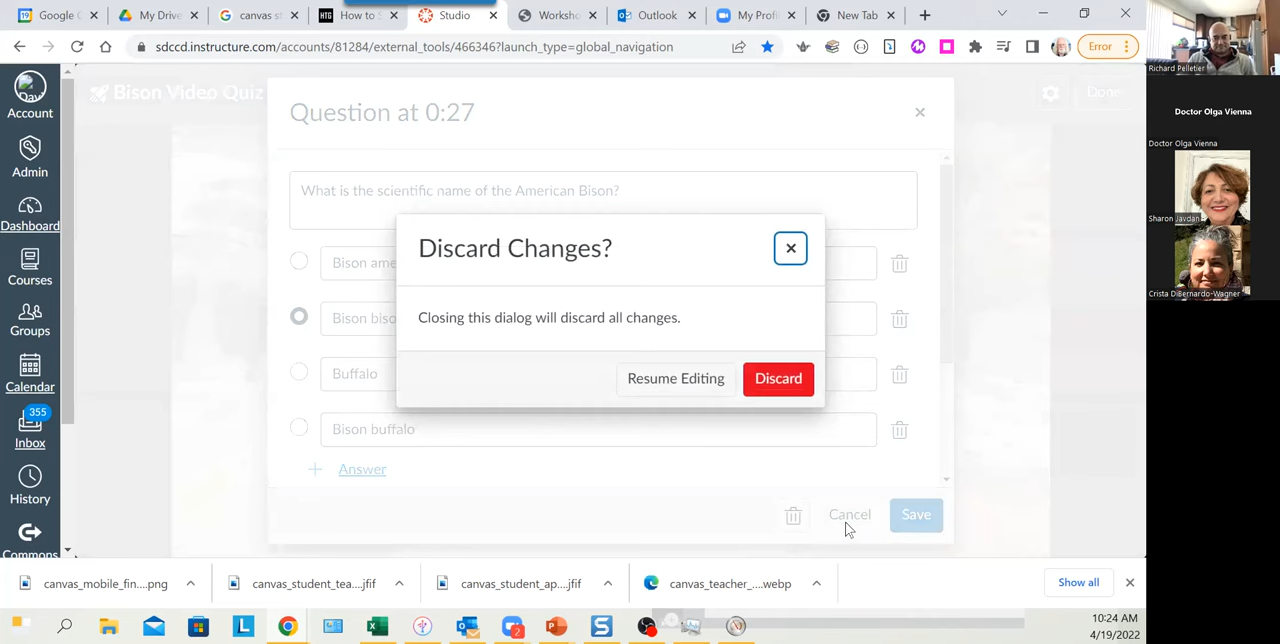 Google C
My Drive
canvas st
How to S
Studio
Worksho
Outlook
My Profi
New Tab
sdccd.instructure.com/accounts/81284/external_tools/466346?launch_type=global_navigation
Error
Richard Pelletier
Doctor Olga Vienna
Doctor Olga Vienna
Sharon Javdan
Crista DiBernardo-Wagner
Account
Admin
Dashboard
Courses
Groups
Calendar
355
Inbox
History
Commons
Bison Video Quiz
Done
Question at 0:27
What is the scientific name of the American Bison?
Bison ame
Bison biso
Buffalo
Bison buffalo
Answer
Cancel
Save
Discard Changes?
Closing this dialog will discard all changes.
Resume Editing
Discard
canvas_mobile_fin....png
canvas_student_tea....jfif
canvas_student_ap....jfif
canvas_teacher_....webp
Show all
10:24 AM
4/19/2022